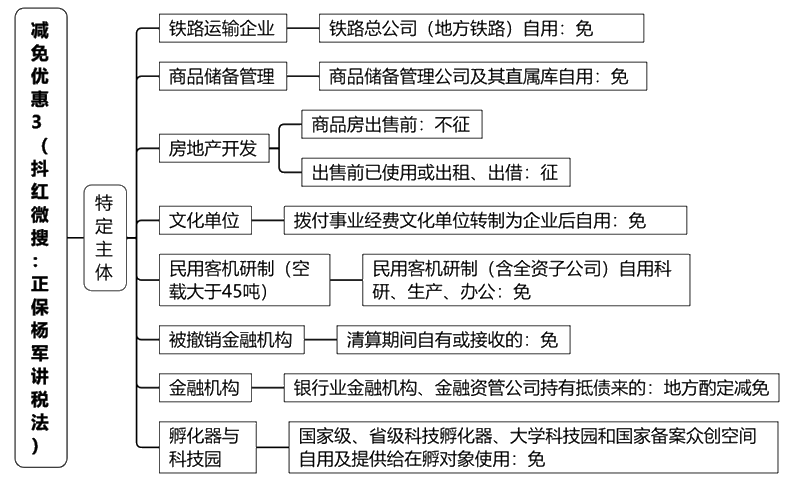 减免优惠3（抖红微搜：正保杨军讲税法）
特定主体
铁路运输企业
铁路总公司（地方铁路）自用：免
商品储备管理
商品储备管理公司及其直属库自用：免
房地产开发
商品房出售前：不征
出售前已使用或出租、出借：征
文化单位
拨付事业经费文化单位转制为企业后自用：免
民用客机研制（空
载大于45吨）
民用客机研制（含全资子公司）自用科
研、生产、办公：免
被撤销金融机构
清算期间自有或接收的：免
金融机构
银行业金融机构、金融资管公司持有抵债来的：地方酌定减免
孵化器与
科技园
国家级、省级科技孵化器、大学科技园和国家备案众创空间
自用及提供给在孵对象使用：免